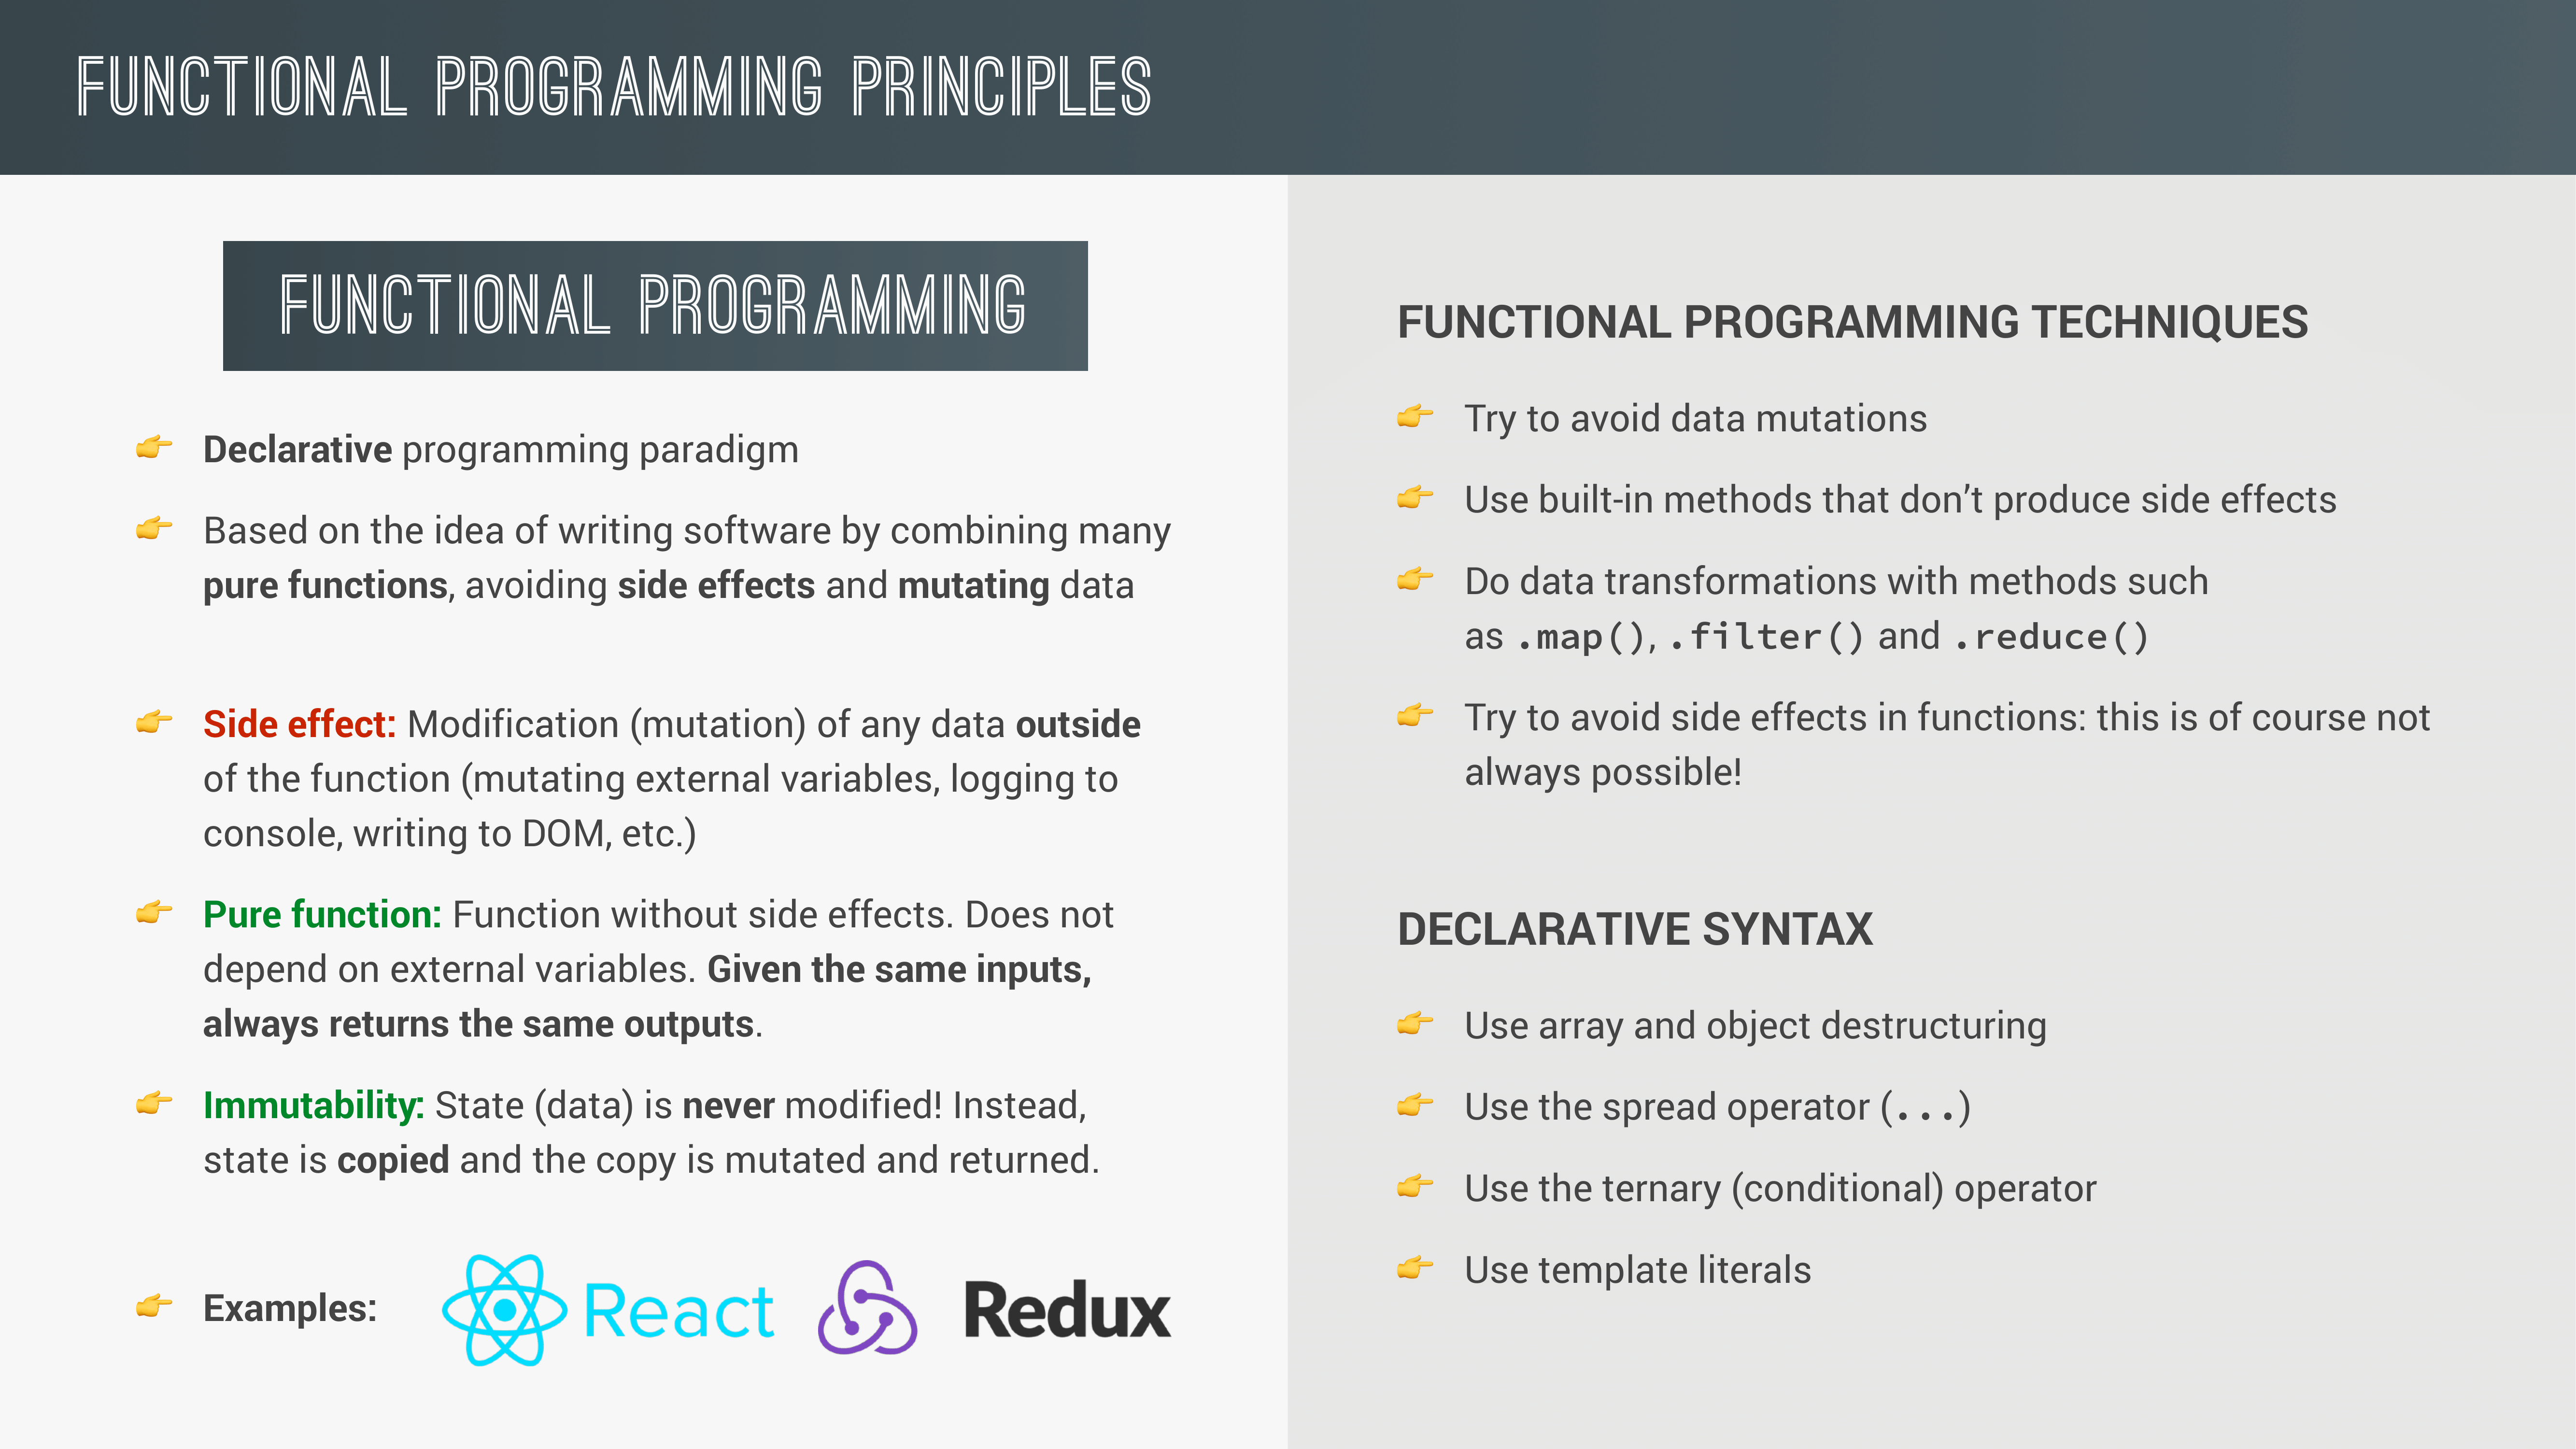 FUNCTIONAL PROGRAMMING PRINCIPLES
FUNCTIONAL PROGRAMMING
👉 Declarative programming paradigm
👉 Based on the idea of writing software by combining many
pure functions, avoiding side effects and mutating data
👉 Side effect: Modification (mutation) of any data outside
of the function (mutating external variables, logging to
console, writing to DOM, etc.)
👉 Pure function: Function without side effects. Does not
depend on external variables. Given the same inputs,
always returns the same outputs.
👉 Immutability: State (data) is never modified! Instead,
state is copied and the copy is mutated and returned.
👉 Examples: React Redux
FUNCTIONAL PROGRAMMING TECHNIQUES
👉 Try to avoid data mutations
👉 Use built-in methods that don’t produce side effects
👉 Do data transformations with methods such
as .map(), .filter() and .reduce()
👉 Try to avoid side effects in functions: this is of course not
always possible!
DECLARATIVE SYNTAX
👉 Use array and object destructuring
👉 Use the spread operator (...)
👉 Use the ternary (conditional) operator
👉 Use template literals